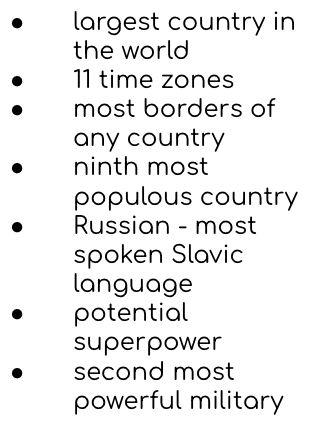 ● largest country in
the world
● 11 time zones
● most borders of
any country
● ninth most
populous country
● Russian - most
spoken Slavic
language
● potential
superpower
● second most
powerful military